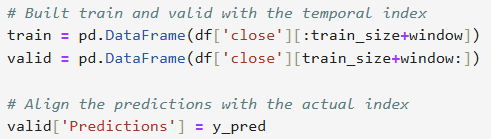 # Built train and valid with the temporal index
train = pd.DataFrame(df['close'][:train_size+window])
valid = pd.DataFrame(df['close'][train_size+window:])
# Align the predictions with the actual index
valid['Predictions'] = y_pred